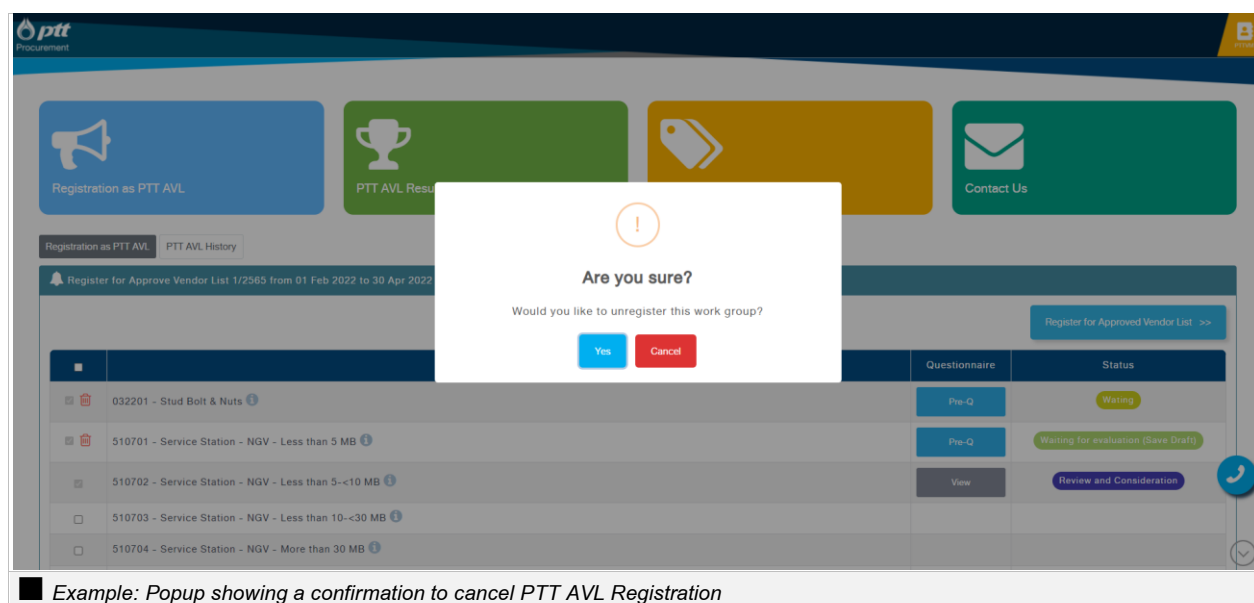 ptt
Procurement
Registration as PTT AVL
PTT AVL Resu
Contact Us
Registration as PTT AVL
PTT AVL History
Register for Approve Vendor List 1/2565 from 01 Feb 2022 to 30 Apr 2022
!
Are you sure?
Would you like to unregister this work group?
Yes
Cancel
Register for Approved Vendor List >>
Questionnaire
Status
032201 - Stud Bolt & Nuts
Pre-Q
Wating
510701 - Service Station - NGV - Less than 5 MB
Pre-Q
Waiting for evaluation (Save Draft)
510702 - Service Station - NGV - Less than 5-<10 MB
View
Review and Consideration
510703 - Service Station - NGV - Less than 10-<30 MB
510704 - Service Station - NGV - More than 30 MB
Example: Popup showing a confirmation to cancel PTT AVL Registration